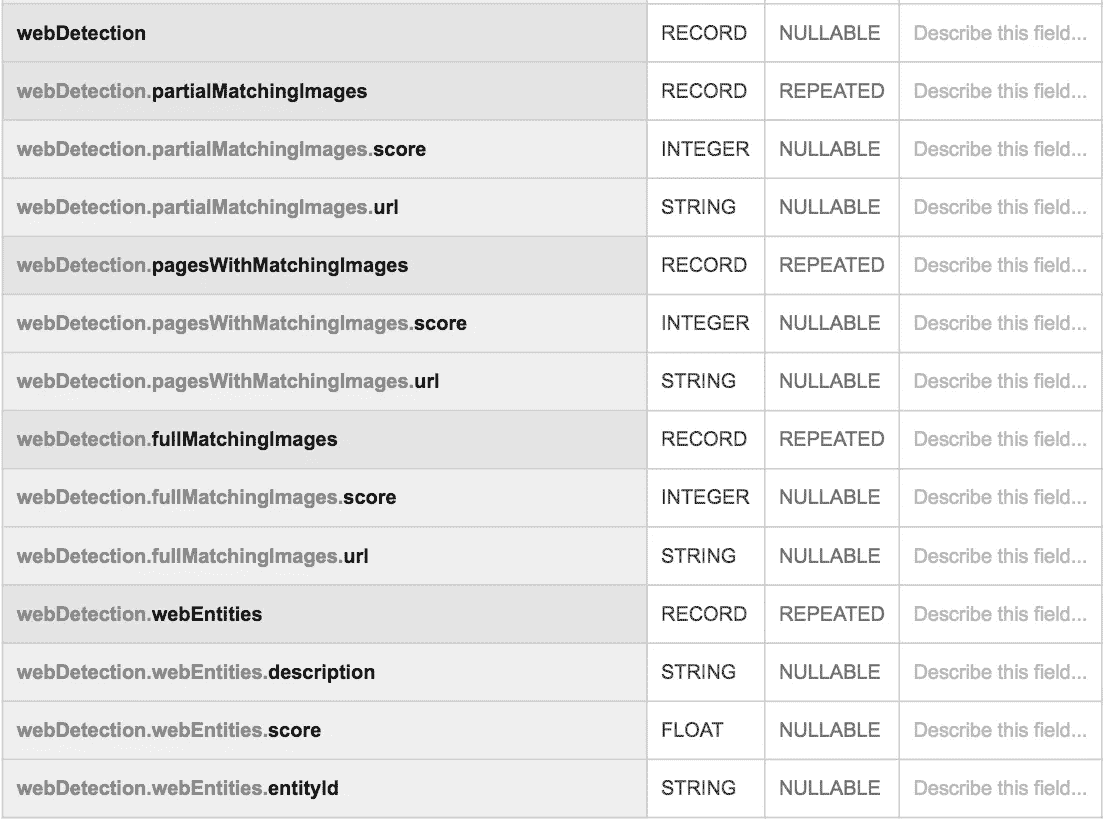 webDetection RECORD NULLABLE Describe this field...
webDetection.partialMatchingImages RECORD REPEATED Describe this field...
webDetection.partialMatchingImages.score INTEGER NULLABLE Describe this field...
webDetection.partialMatchingImages.url STRING NULLABLE Describe this field...
webDetection.pagesWithMatchingImages RECORD REPEATED Describe this field...
webDetection.pagesWithMatchingImages.score INTEGER NULLABLE Describe this field...
webDetection.pagesWithMatchingImages.url STRING NULLABLE Describe this field...
webDetection.fullMatchingImages RECORD REPEATED Describe this field...
webDetection.fullMatchingImages.score INTEGER NULLABLE Describe this field...
webDetection.fullMatchingImages.url STRING NULLABLE Describe this field...
webDetection.webEntities RECORD REPEATED Describe this field...
webDetection.webEntities.description STRING NULLABLE Describe this field...
webDetection.webEntities.score FLOAT NULLABLE Describe this field...
webDetection.webEntities.entityId STRING NULLABLE Describe this field...